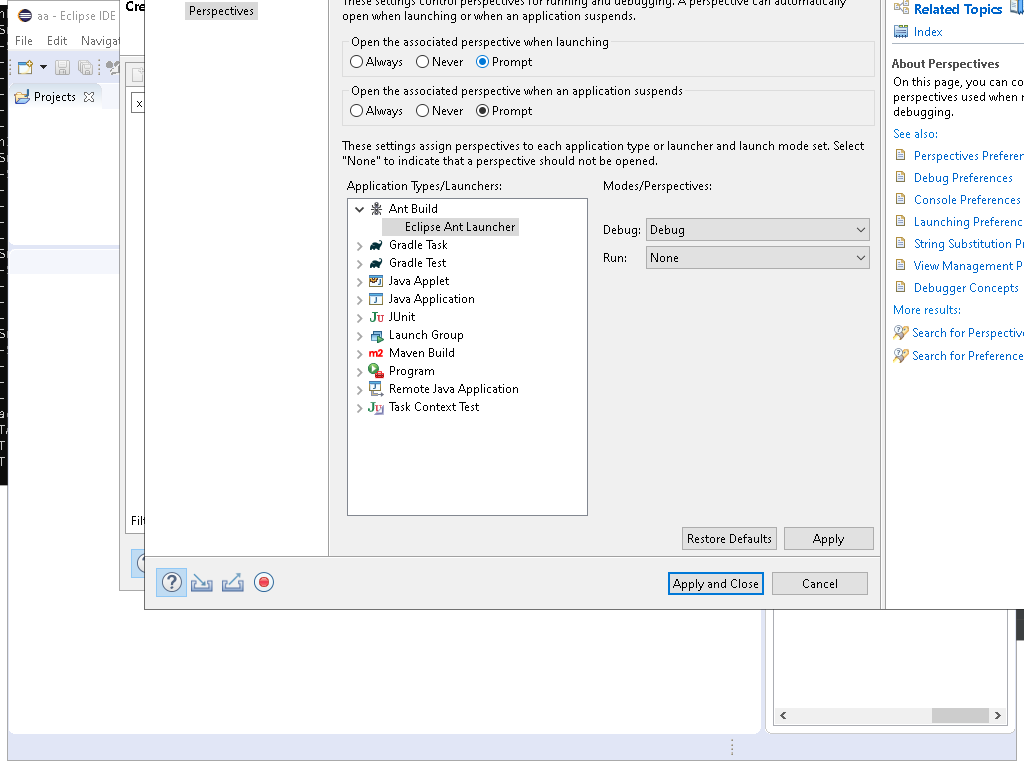 aa - Eclipse IDE
Cre
File Edit Navigat
Projects
x
Filt
Perspectives
These settings control perspectives for running and debugging. A perspective can automatically
open when launching or when an application suspends.
Open the associated perspective when launching
Always Never Prompt
Open the associated perspective when an application suspends
Always Never Prompt
These settings assign perspectives to each application type or launcher and launch mode set. Select
"None" to indicate that a perspective should not be opened.
Application Types/Launchers:
Ant Build
Eclipse Ant Launcher
Gradle Task
Gradle Test
Java Applet
Java Application
JUnit
Launch Group
Maven Build
Program
Remote Java Application
Task Context Test
Modes/Perspectives:
Debug: Debug
Run: None
Restore Defaults Apply
Apply and Close Cancel
Related Topics
Index
About Perspectives
On this page, you can co
perspectives used when r
debugging.
See also:
Perspectives Preferen
Debug Preferences
Console Preferences
Launching Preferenc
String Substitution Pr
View Management P
Debugger Concepts
More results:
Search for Perspective
Search for Preference